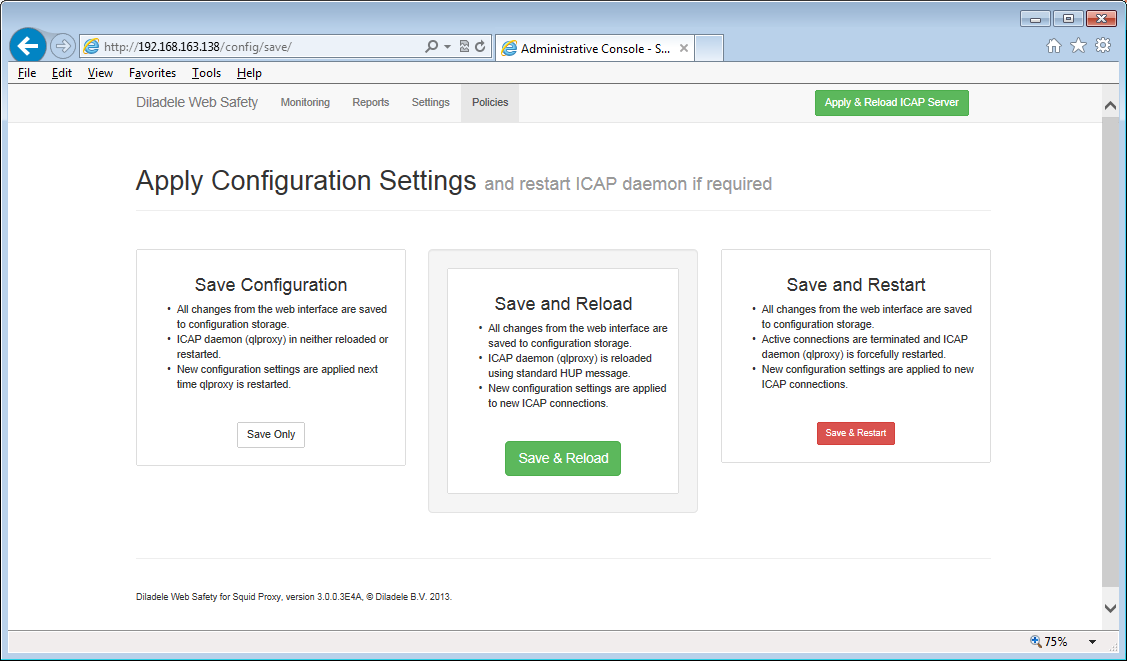 http://192.168.163.138/config/save/
Administrative Console - S...
File Edit View Favorites Tools Help
Diladele Web Safety Monitoring Reports Settings Policies Apply & Reload ICAP Server
Apply Configuration Settings and restart ICAP daemon if required
Save Configuration
• All changes from the web interface are saved
to configuration storage.
• ICAP daemon (qlproxy) in neither reloaded or
restarted.
• New configuration settings are applied next
time qlproxy is restarted.
Save Only
Save and Reload
• All changes from the web interface are
saved to configuration storage.
• ICAP daemon (qlproxy) is reloaded
using standard HUP message.
• New configuration settings are applied
to new ICAP connections.
Save & Reload
Save and Restart
• All changes from the web interface are saved
to configuration storage.
• Active connections are terminated and ICAP
daemon (qlproxy) is forcefully restarted.
• New configuration settings are applied to new
ICAP connections.
Save & Restart
Diladele Web Safety for Squid Proxy, version 3.0.0.3E4A, © Diladele B.V. 2013.
75%